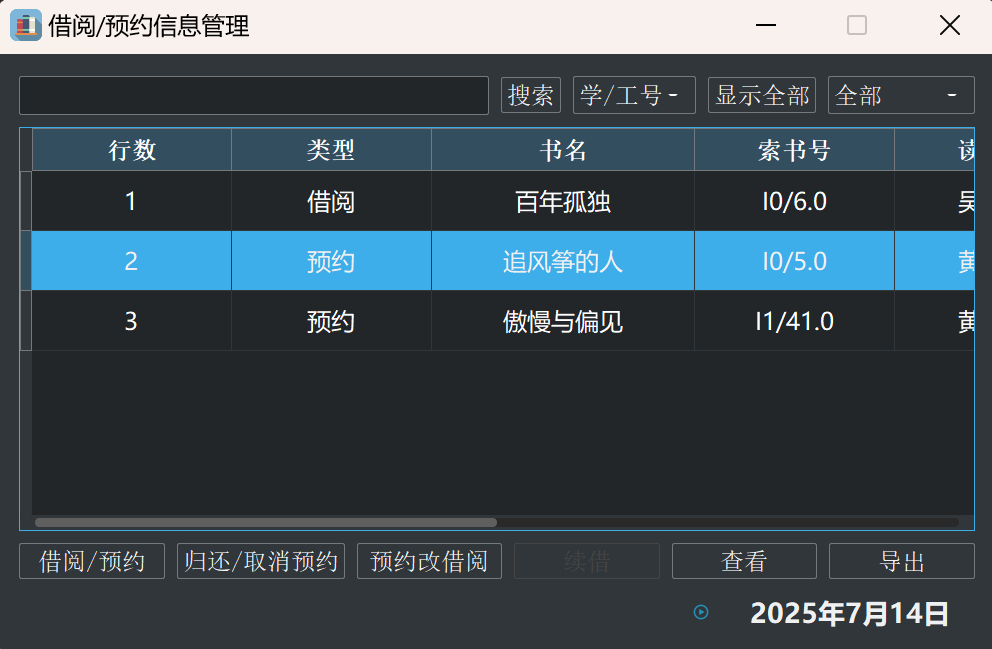 借阅/预约信息管理
搜索 学/工号 显示全部 全部
行数 类型 书名 索书号
1 借阅 百年孤独 I0/6.0
2 预约 追风筝的人 I0/5.0
3 预约 傲慢与偏见 I1/41.0
借阅/预约 归还/取消预约 预约改借阅 续借 查看 导出
2025年7月14日